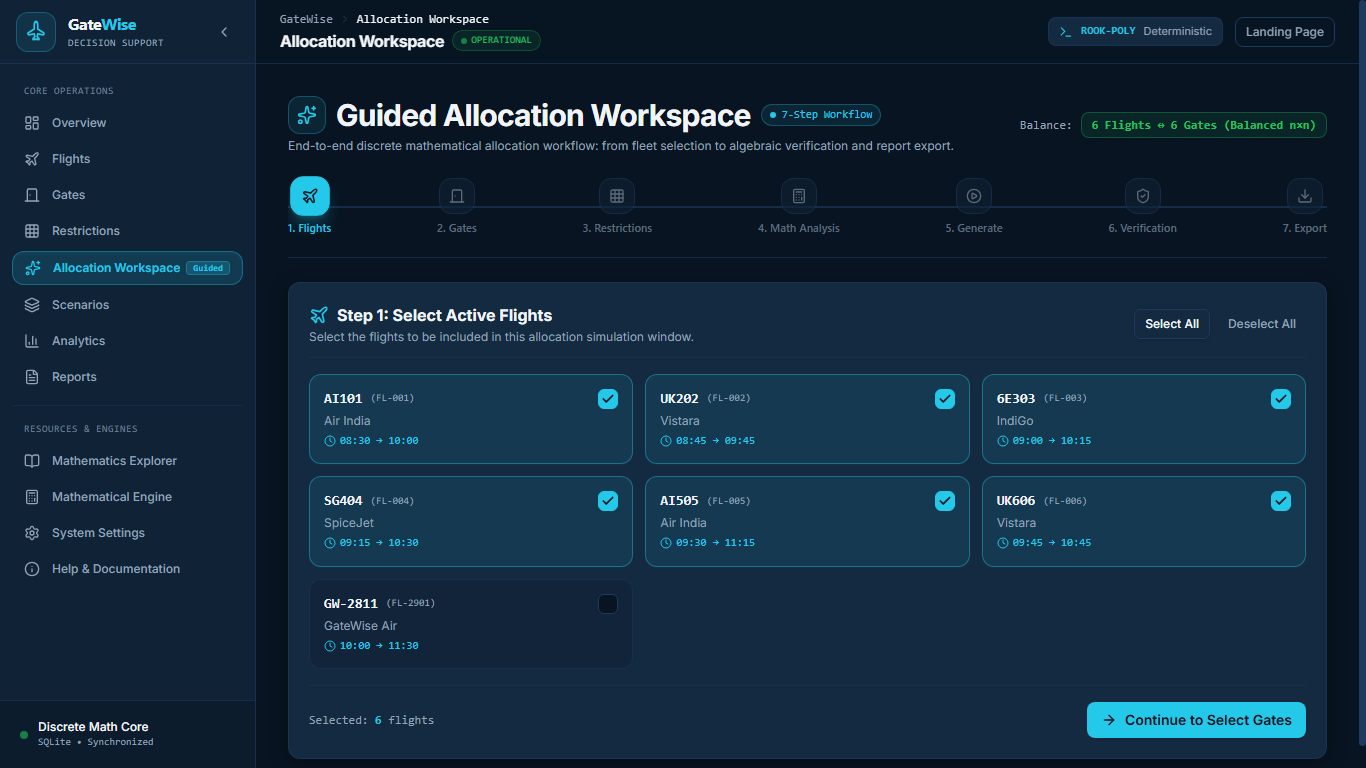 GateWise
DECISION SUPPORT
CORE OPERATIONS
Overview
Flights
Gates
Restrictions
Allocation Workspace Guided
Scenarios
Analytics
Reports
RESOURCES & ENGINES
Mathematics Explorer
Mathematical Engine
System Settings
Help & Documentation
Discrete Math Core
SQLite • Synchronized
GateWise > Allocation Workspace
Allocation Workspace OPERATIONAL
ROOK-POLY Deterministic
Landing Page
Guided Allocation Workspace 7-Step Workflow
End-to-end discrete mathematical allocation workflow: from fleet selection to algebraic verification and report export.
Balance: 6 Flights ↔ 6 Gates (Balanced n×n)
1. Flights
2. Gates
3. Restrictions
4. Math Analysis
5. Generate
6. Verification
7. Export
Step 1: Select Active Flights
Select the flights to be included in this allocation simulation window.
Select All
Deselect All
AI101 (FL-001)
Air India
08:30 → 10:00
UK202 (FL-002)
Vistara
08:45 → 09:45
6E303 (FL-003)
IndiGo
09:00 → 10:15
SG404 (FL-004)
SpiceJet
09:15 → 10:30
AI505 (FL-005)
Air India
09:30 → 11:15
UK606 (FL-006)
Vistara
09:45 → 10:45
GW-2811 (FL-2901)
GateWise Air
10:00 → 11:30
Selected: 6 flights
→ Continue to Select Gates